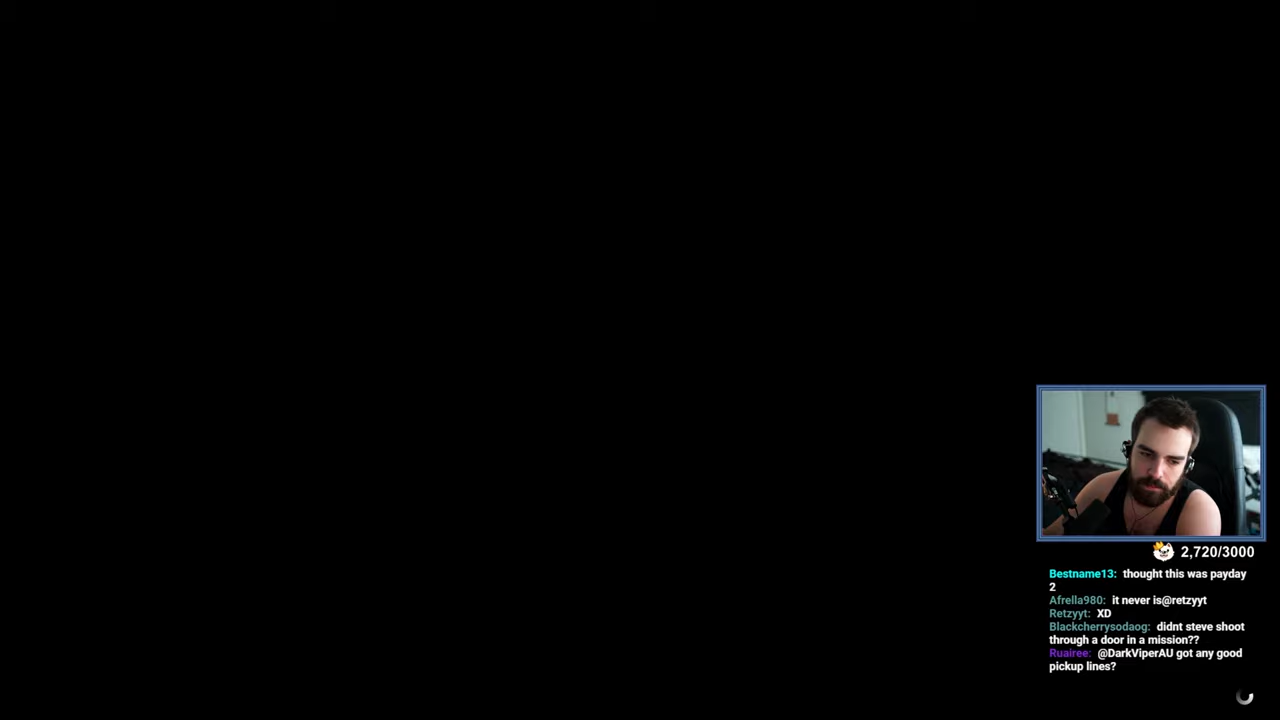 2,720/3000
Bestname13: thought this was payday
2
Afrella980: it never is@retzyyt
Retzyyt: XD
Blackcherrysodaog: didnt steve shoot
through a door in a mission??
Ruairee: @DarkViperAU got any good
pickup lines?